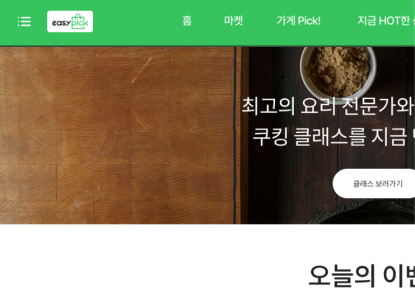 easypick 홈 마켓 가게 Pick! 지금 HOT한
최고의 요리 전문가와
쿠킹 클래스를 지금
클래스 보러가기
오늘의 이벤